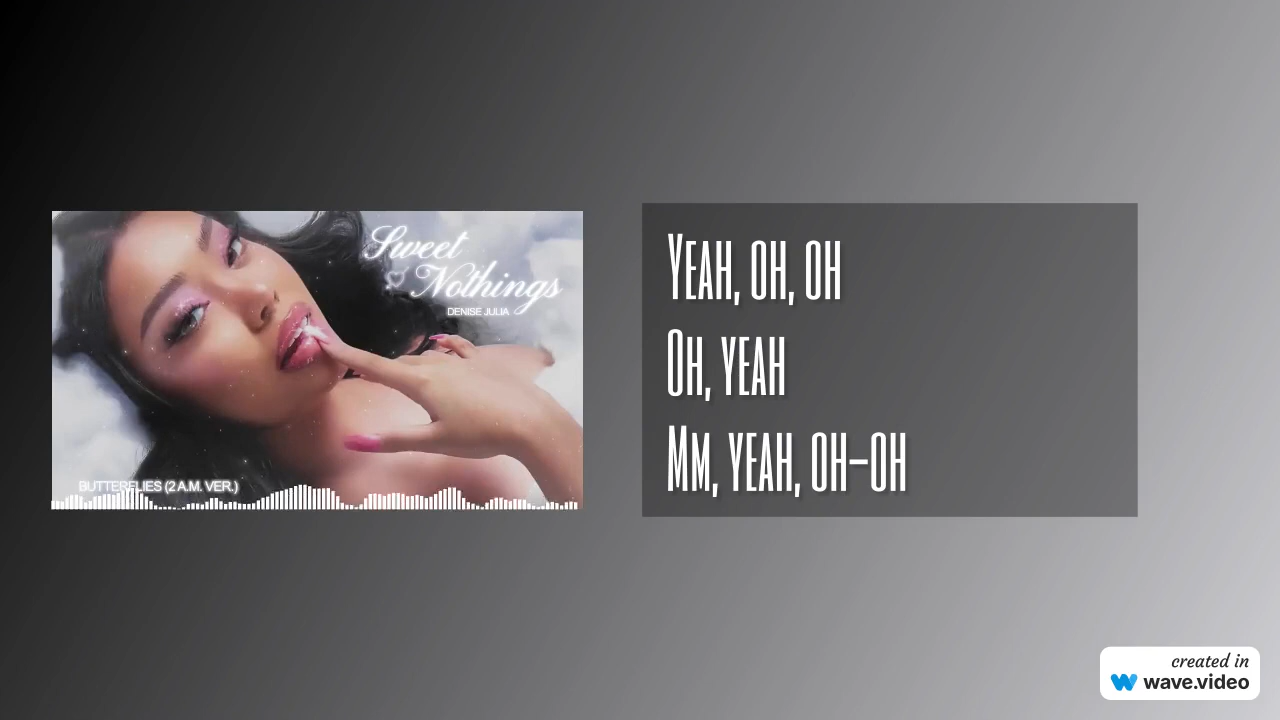 Sweet
Nothings
DENISE JULIA
BUTTERFLIES (2 A.M. VER.)
YEAH, OH, OH
OH, YEAH
MM, YEAH, OH-OH
created in
wave.video